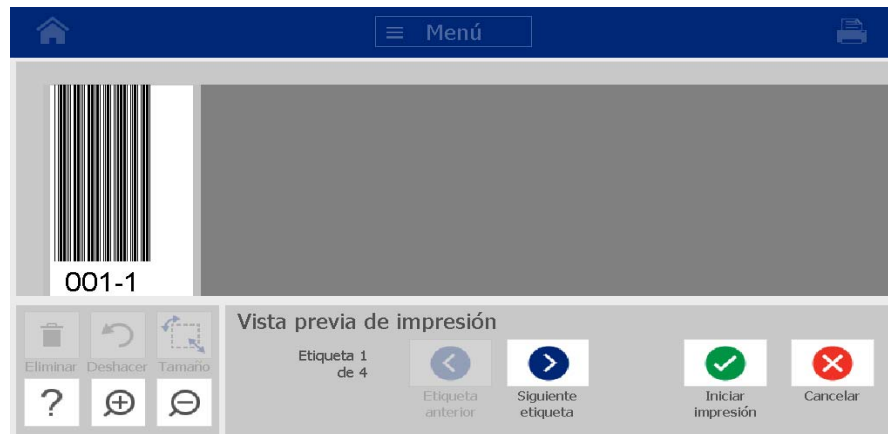 Menú
001-1
Vista previa de impresión
Etiqueta 1
de 4
Etiqueta
anterior
Siguiente
etiqueta
Iniciar
impresión
Cancelar
Eliminar
Deshacer
Tamaño
?